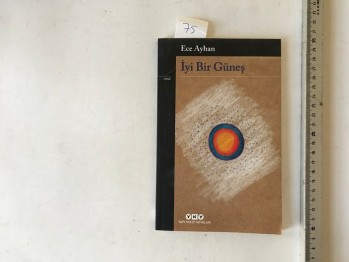 75
Ece Ayhan
İyi Bir Güneş
YKY